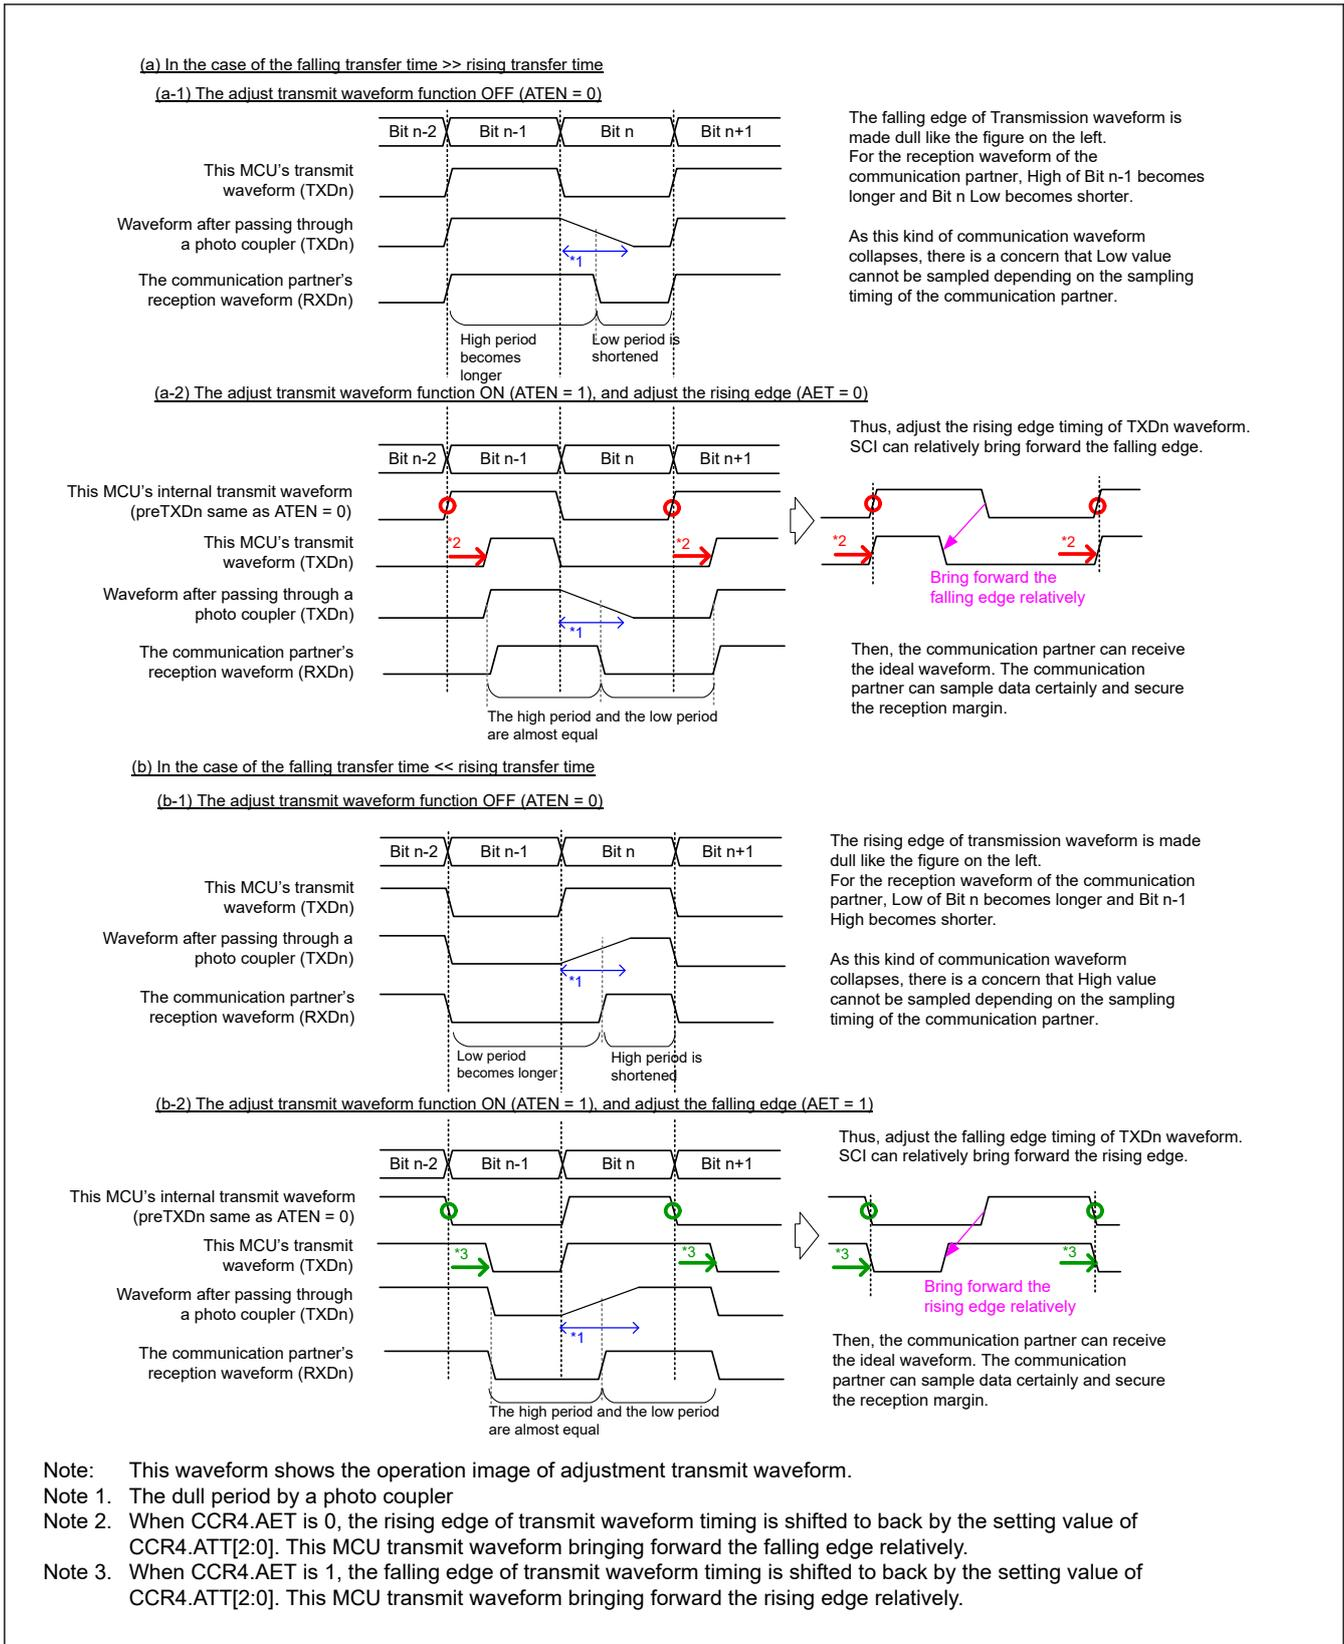 (a) In the case of the falling transfer time >> rising transfer time
(a-1) The adjust transmit waveform function OFF (ATEN = 0)
Bit n-2 Bit n-1 Bit n Bit n+1
This MCU's transmit
waveform (TXDn)
Waveform after passing through
a photo coupler (TXDn)
*1
The communication partner's
reception waveform (RXDn)
High period
becomes
longer
Low period is
shortened
The falling edge of Transmission waveform is
made dull like the figure on the left.
For the reception waveform of the
communication partner, High of Bit n-1 becomes
longer and Bit n Low becomes shorter.
As this kind of communication waveform
collapses, there is a concern that Low value
cannot be sampled depending on the sampling
timing of the communication partner.
(a-2) The adjust transmit waveform function ON (ATEN = 1), and adjust the rising edge (AET = 0)
Bit n-2 Bit n-1 Bit n Bit n+1
This MCU's internal transmit waveform
(preTXDn same as ATEN = 0)
This MCU's transmit
waveform (TXDn)
*2 *2
Waveform after passing through a
photo coupler (TXDn)
*1
The communication partner's
reception waveform (RXDn)
The high period and the low period
are almost equal
Thus, adjust the rising edge timing of TXDn waveform.
SCI can relatively bring forward the falling edge.
*2 *2
Bring forward the
falling edge relatively
Then, the communication partner can receive
the ideal waveform. The communication
partner can sample data certainly and secure
the reception margin.
(b) In the case of the falling transfer time << rising transfer time
(b-1) The adjust transmit waveform function OFF (ATEN = 0)
Bit n-2 Bit n-1 Bit n Bit n+1
This MCU's transmit
waveform (TXDn)
Waveform after passing through a
photo coupler (TXDn)
*1
The communication partner's
reception waveform (RXDn)
Low period
becomes longer
High period is
shortened
The rising edge of transmission waveform is made
dull like the figure on the left.
For the reception waveform of the communication
partner, Low of Bit n becomes longer and Bit n-1
High becomes shorter.
As this kind of communication waveform
collapses, there is a concern that High value
cannot be sampled depending on the sampling
timing of the communication partner.
(b-2) The adjust transmit waveform function ON (ATEN = 1), and adjust the falling edge (AET = 1)
Bit n-2 Bit n-1 Bit n Bit n+1
This MCU's internal transmit waveform
(preTXDn same as ATEN = 0)
This MCU's transmit
waveform (TXDn)
*3 *3
Waveform after passing through
a photo coupler (TXDn)
*1
The communication partner's
reception waveform (RXDn)
The high period and the low period
are almost equal
Thus, adjust the falling edge timing of TXDn waveform.
SCI can relatively bring forward the rising edge.
*3 *3
Bring forward the
rising edge relatively
Then, the communication partner can receive
the ideal waveform. The communication
partner can sample data certainly and secure
the reception margin.
Note: This waveform shows the operation image of adjustment transmit waveform.
Note 1. The dull period by a photo coupler
Note 2. When CCR4.AET is 0, the rising edge of transmit waveform timing is shifted to back by the setting value of
CCR4.ATT[2:0]. This MCU transmit waveform bringing forward the falling edge relatively.
Note 3. When CCR4.AET is 1, the falling edge of transmit waveform timing is shifted to back by the setting value of
CCR4.ATT[2:0]. This MCU transmit waveform bringing forward the rising edge relatively.